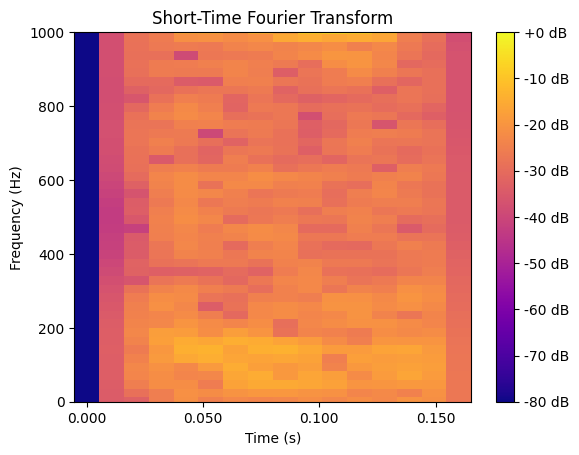 Short-Time Fourier Transform
1000
800
600
400
200
0
Frequency (Hz)
0.000
0.050
0.100
0.150
Time (s)
+0 dB
-10 dB
-20 dB
-30 dB
-40 dB
-50 dB
-60 dB
-70 dB
-80 dB